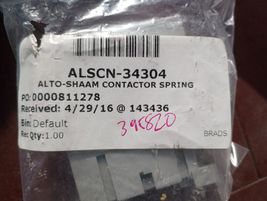 ALSCN-34304
ALTO-SHAAM CONTACTOR SPRING
PO: 0000811278
Received: 4/29/16 @ 143436
Bin: Default
Rec Qty: 1.00
395820
BRADS